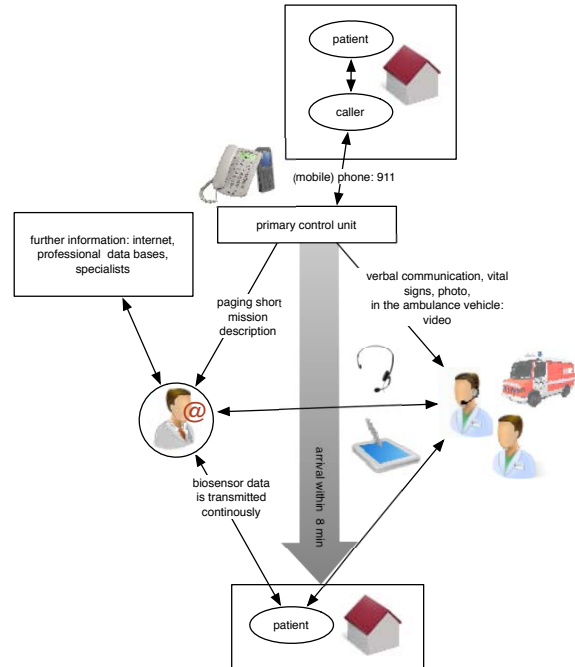 patient
caller
(mobile) phone: 911
primary control unit
further information: internet,
professional data bases,
specialists
paging short
mission
description
verbal communication, vital
signs, photo,
in the ambulance vehicle:
video
@
biosensor data
is transmitted
continously
arrival within 8 min
patient